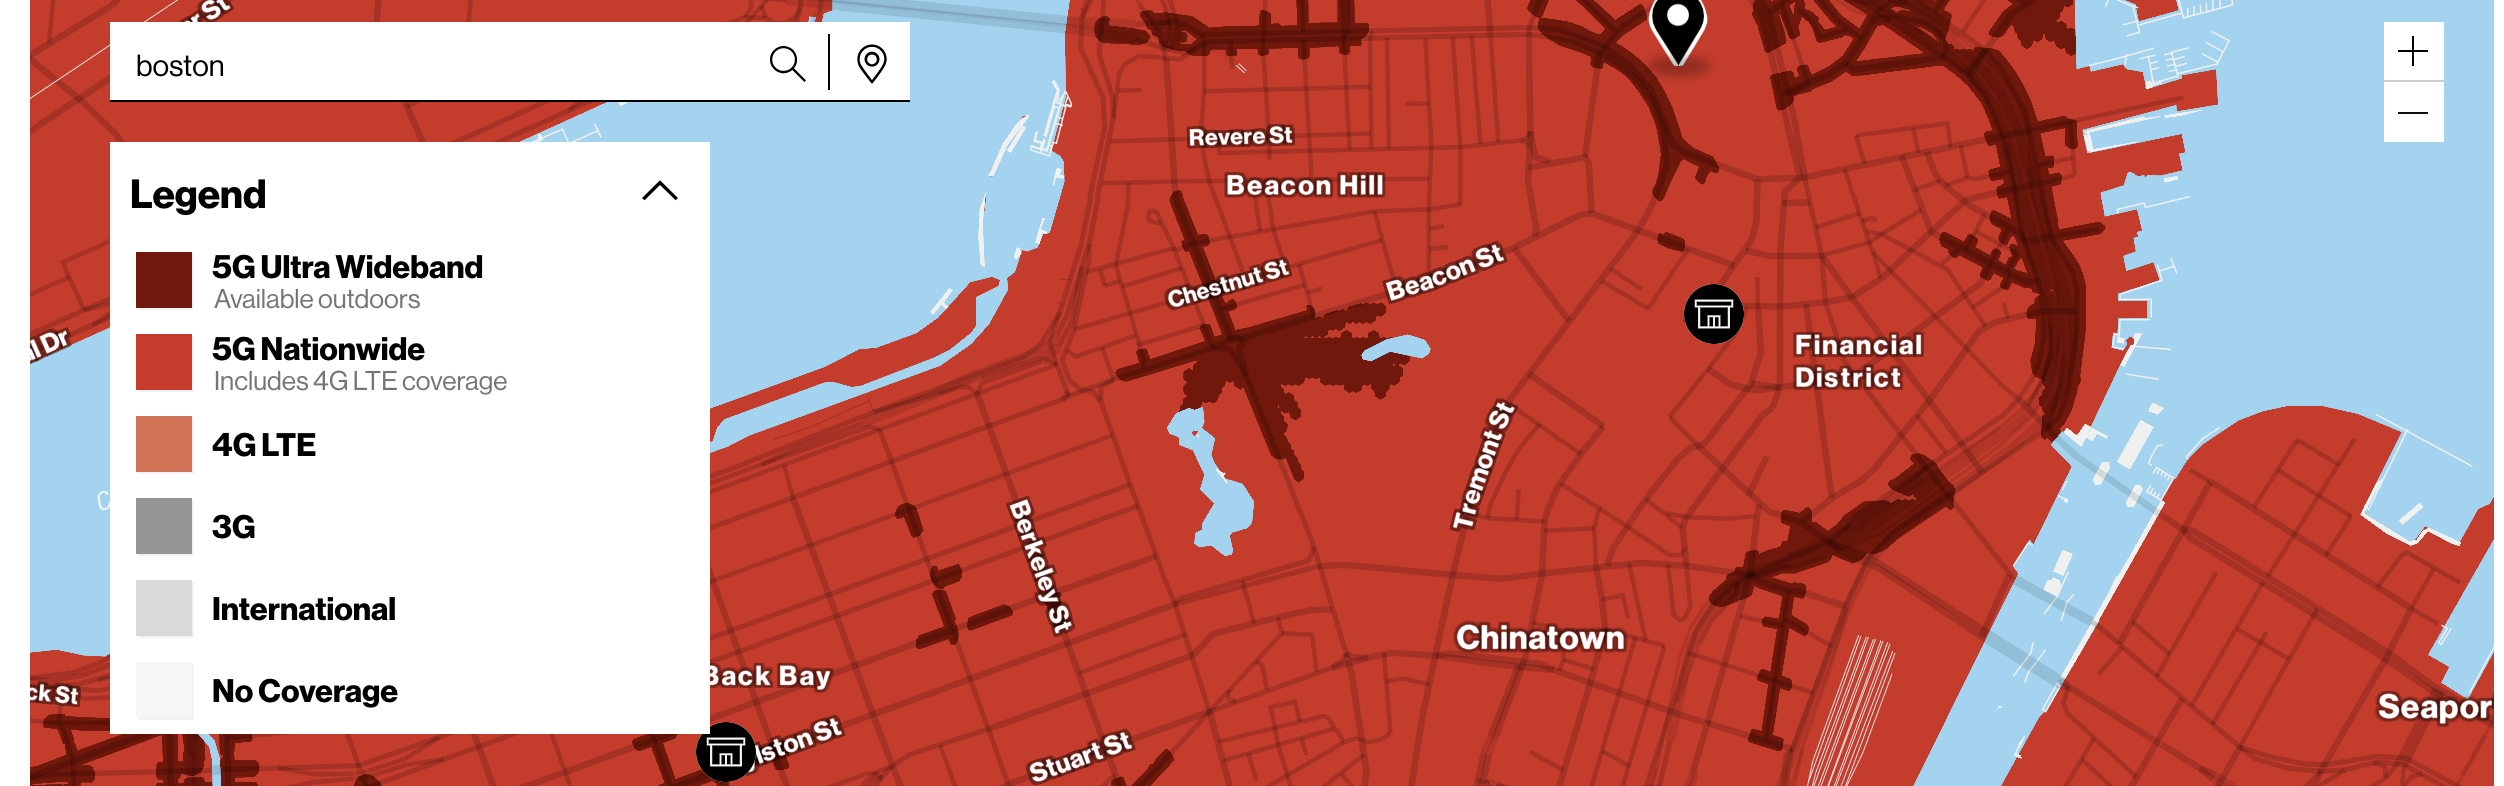 boston
Legend
5G Ultra Wideband
Available outdoors
5G Nationwide
Includes 4G LTE coverage
4G LTE
3G
International
No Coverage
Revere St
Beacon Hill
Chestnut St
Beacon St
Financial
District
Tremont St
Berkeley St
Chinatown
Back Bay
lston St
Stuart St
Seapor
ck St
l Dr
r St